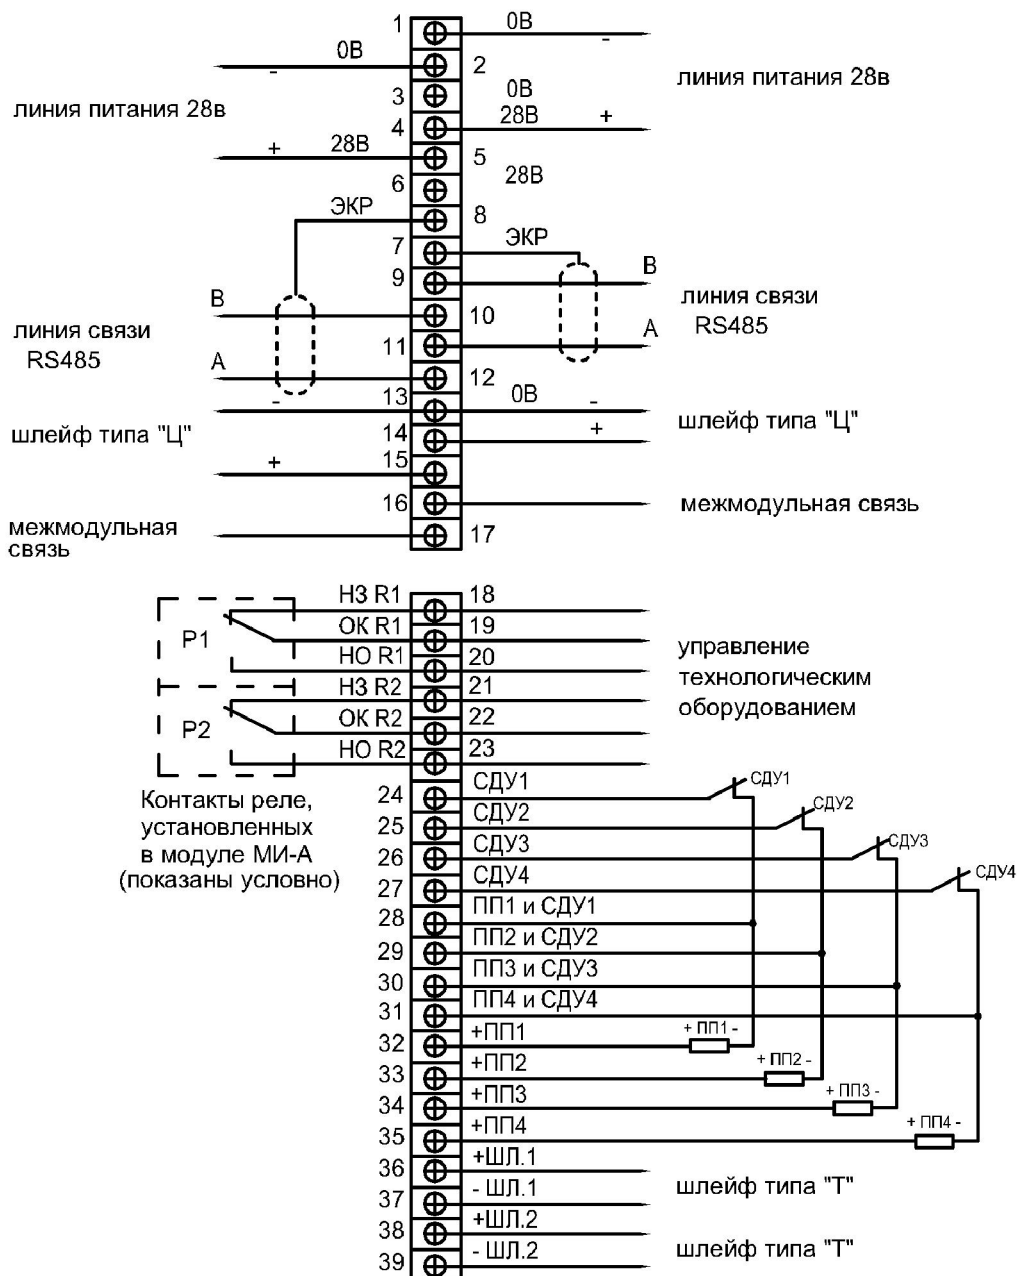 1 0В
-
0В 2
-
линия питания 28в
3 0В
линия питания 28в
4 28В +
+ 28В 5
6 28В
ЭКР 8
7 ЭКР
9 В
линия связи
RS485
В 10
линия связи
RS485
11 А
А 12
- 13 0В -
шлейф типа "Ц"
14 +
шлейф типа "Ц"
+ 15
16 межмодульная связь
межмодульная
связь
17
НЗ R1 18
Р1 ОК R1 19
НО R1 20
управление
технологическим
оборудованием
НЗ R2 21
Р2 ОК R2 22
НО R2 23
Контакты реле,
установленных
в модуле МИ-А
(показаны условно)
24 СДУ1 СДУ1
25 СДУ2 СДУ2
26 СДУ3 СДУ3
27 СДУ4 СДУ4
28 ПП1 и СДУ1
29 ПП2 и СДУ2
30 ПП3 и СДУ3
31 ПП4 и СДУ4
32 +ПП1 + ПП1 -
33 +ПП2 + ПП2 -
34 +ПП3 + ПП3 -
35 +ПП4 + ПП4 -
36 +ШЛ.1
37 - ШЛ.1
шлейф типа "Т"
38 +ШЛ.2
39 - ШЛ.2
шлейф типа "Т"